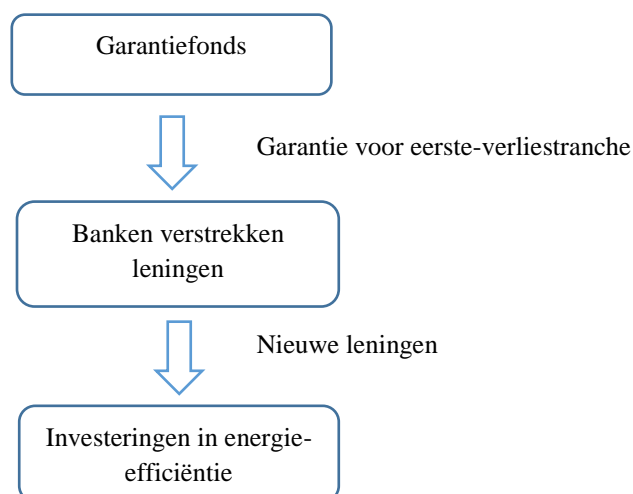 Garantiefonds
Garantie voor eerste-verliestranche
Banken verstrekken
leningen
Nieuwe leningen
Investeringen in energie-
efficiëntie